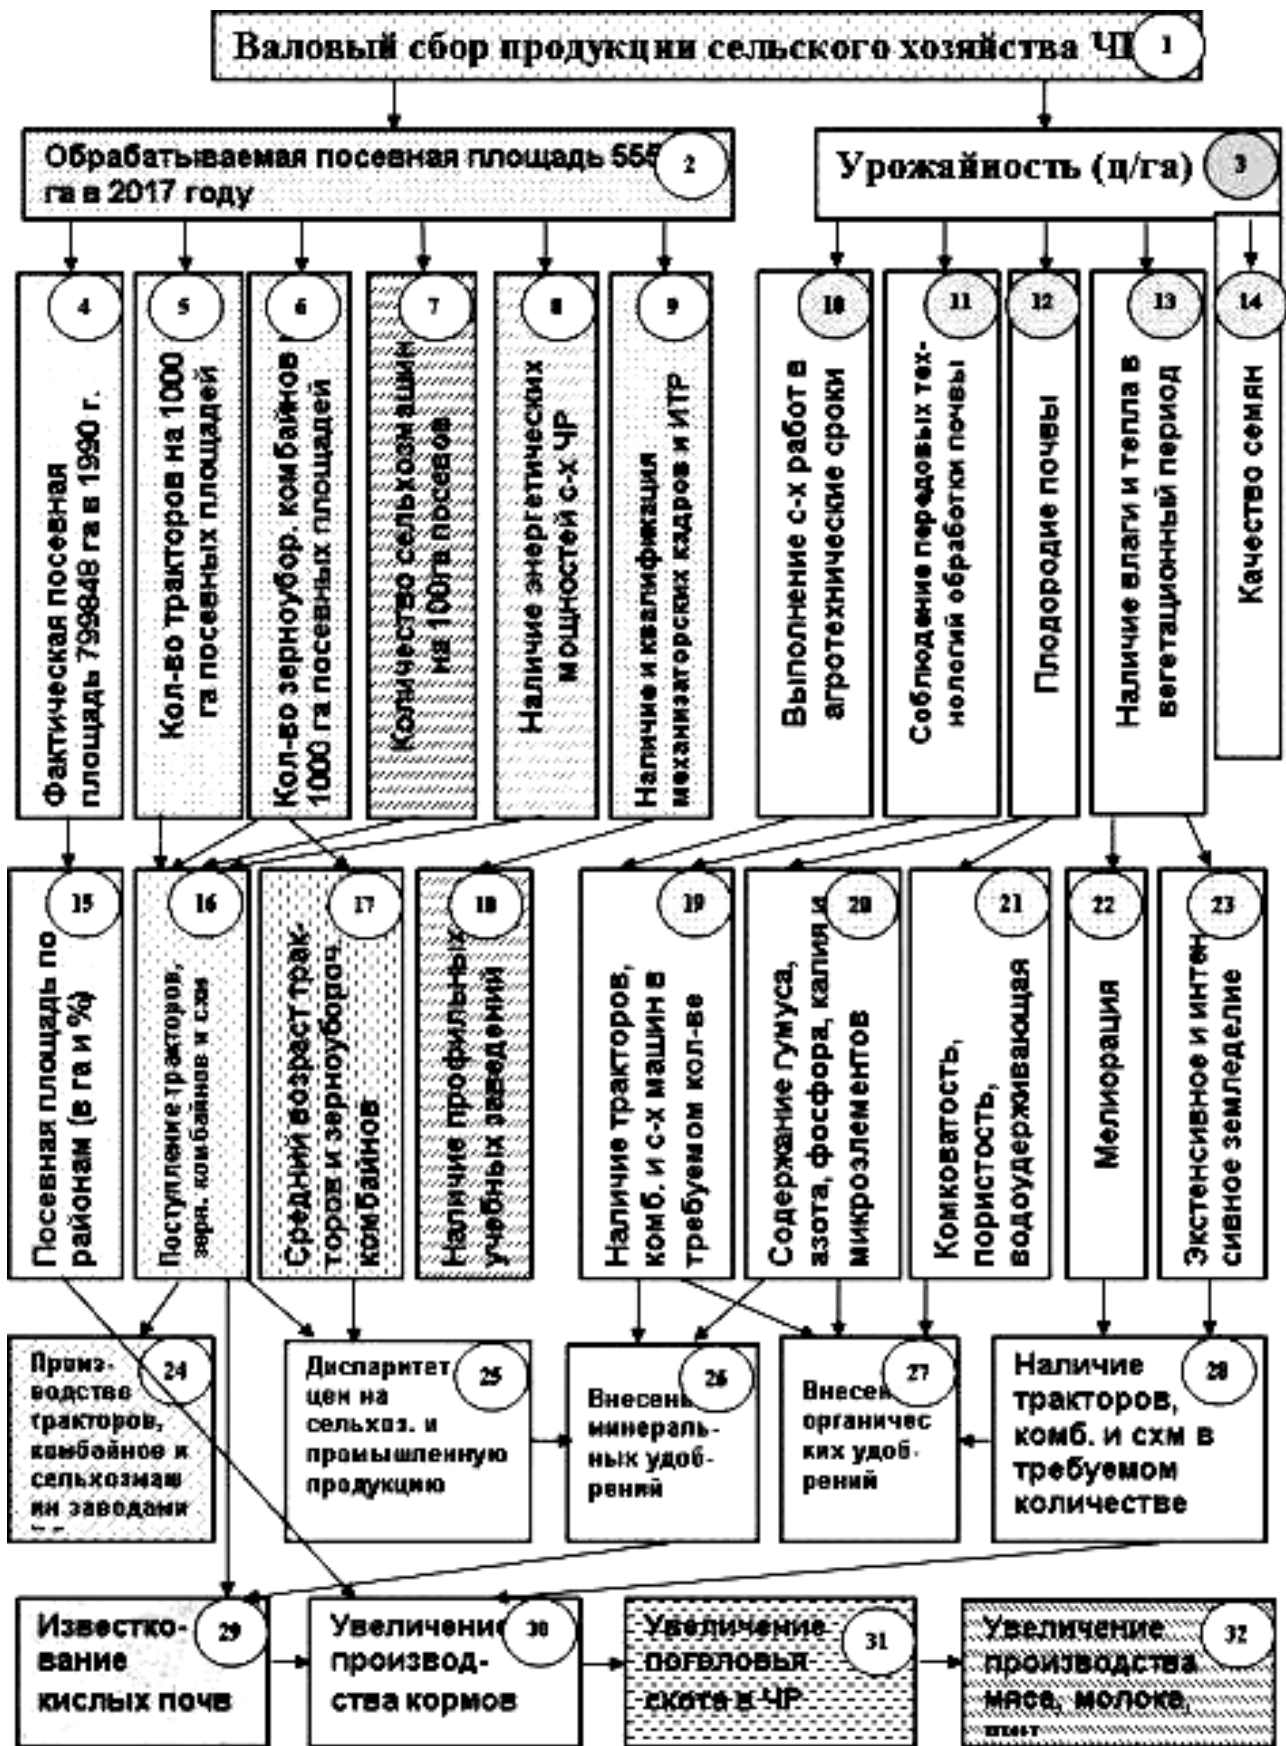 Валовый сбор продукции сельского хозяйства
1
Обрабатываемая посевная площадь
2
га в 2017 году
Урожайность (ц/га)
3
4
Фактическая посевная
площадь 799848 га в 1990 г.
5
Кол-во тракторов на 1000
га посевных площадей
6
Кол-во зерноубор. комбайнов
1000 га посевных площадей
7
Количество сельхозмашин
на 100га посевов
8
Наличие энергетических
мощностей с-х ЧР
9
Наличие и квалификация
механизаторских кадров и ИТР
10
Выполнение с-х работ в
агротехнические сроки
11
Соблюдение передовых тех-
нологий обработки почвы
12
Плодородие почвы
13
Наличие влаги и тепла в
вегетационный период
14
Качество семян
15
Посевная площадь по
районам (в га и %)
16
Поступление тракторов,
зерн. комбайнов и схм
17
Средний возраст трак-
торов и зерноубороч.
комбайнов
18
Наличие профильных
учебных заведений
19
Наличие тракторов,
комб. и с-х машин в
требуемом кол-ве
20
Содержание гумуса,
азота, фосфора, калия и
микроэлементов
21
Комковатость,
пористость,
водоудерживающая
22
Мелиорация
23
Экстенсивное и интен
сивное земледелие
24
Произ-
водство
тракторов,
комбайнов и
сельхозмаш
ин заводами
25
Диспаритет
цен на
сельхоз. и
промышленную
продукцию
26
Внесень
минераль-
ных удоб-
рений
27
Внесен
органичес
ких удоб-
рений
28
Наличие
тракторов,
комб. и схм в
требуемом
количестве
29
Известко-
вание
кислых почв
30
Увеличение
производ-
ства кормов
31
Увеличение
поголовья
скота в ЧР
32
Увеличение
производства
мяса, молока,